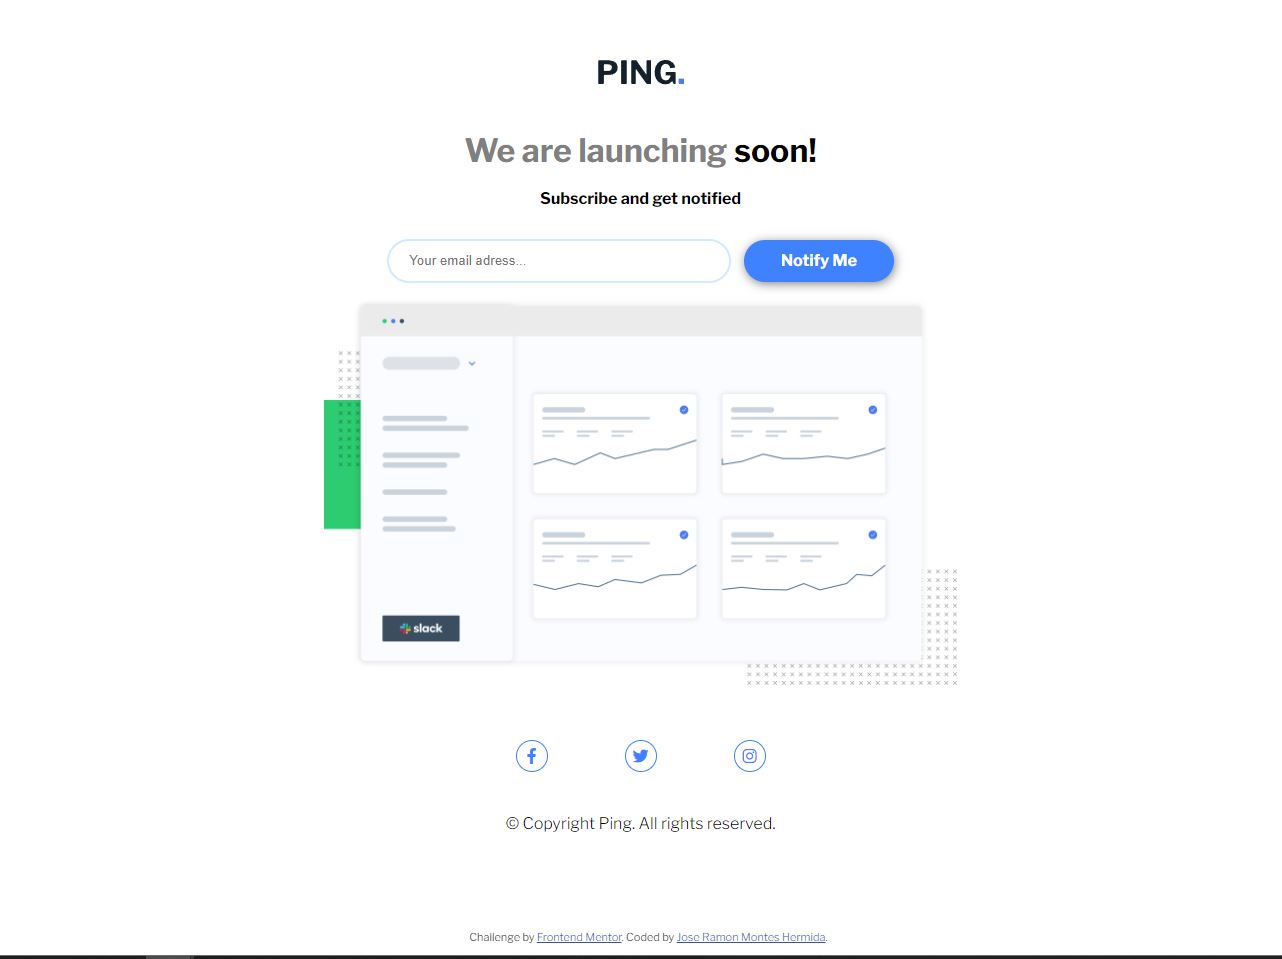 PING.
We are launching soon!
Subscribe and get notified
Your email adress...
Notify Me
slack
© Copyright Ping. All rights reserved.
Challenge by Frontend Mentor. Coded by Jose Ramon Montes Hermida.